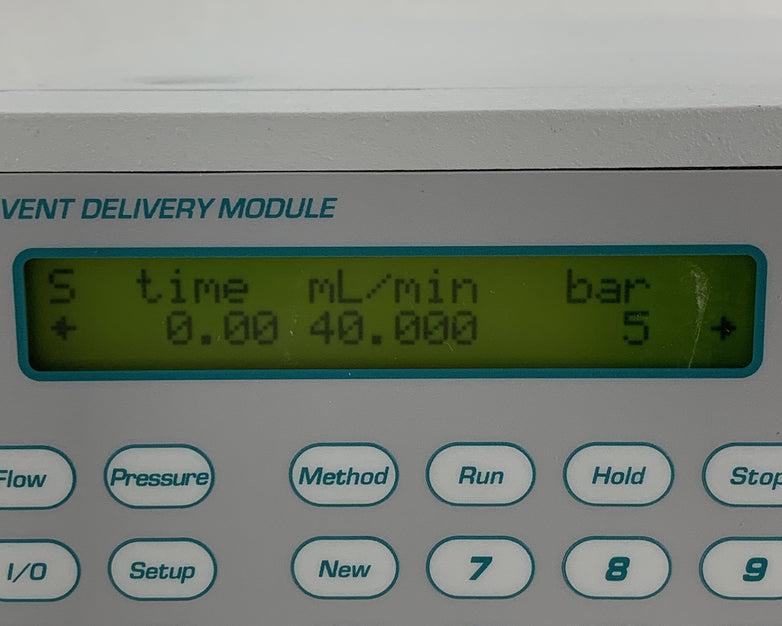 VENT DELIVERY MODULE
S time mL/min bar
← 0.00 40.000 5 →
Flow Pressure Method Run Hold Stop
I/O Setup New 7 8 9